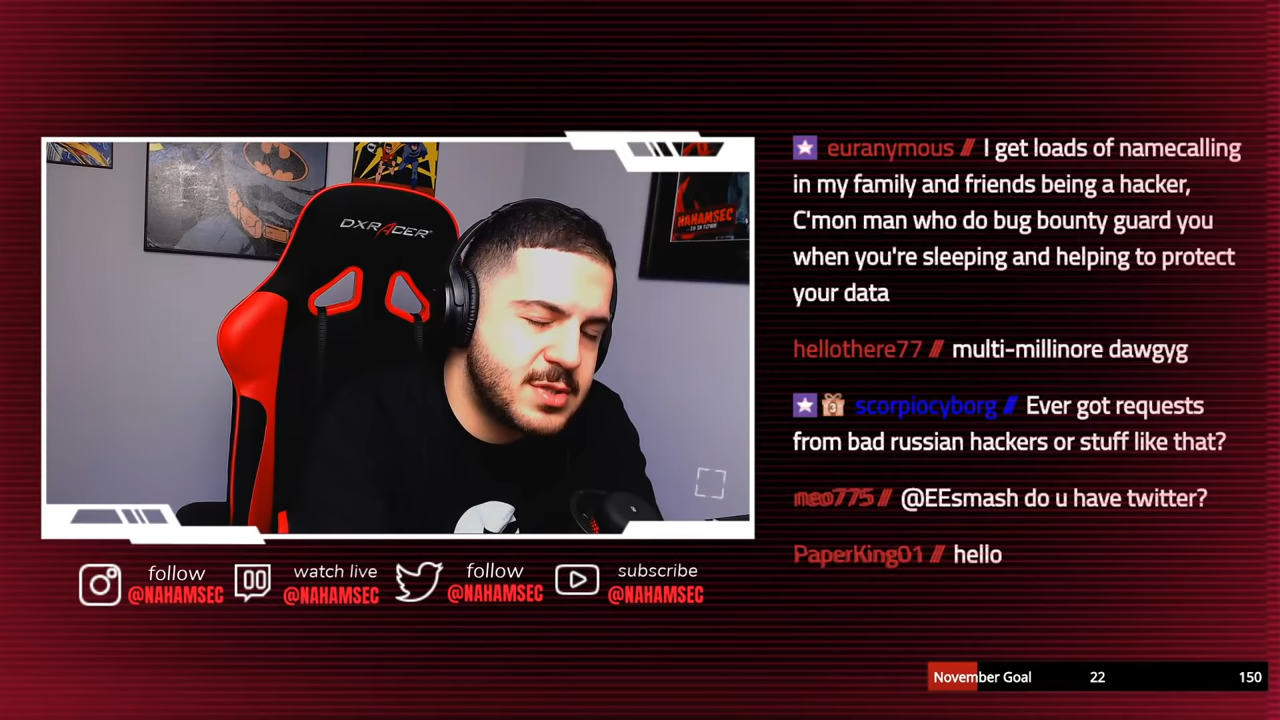 DXRACER
NAHAMSEC
euranymous // I get loads of namecalling
in my family and friends being a hacker,
C'mon man who do bug bounty guard you
when you're sleeping and helping to protect
your data
hellothere77 // multi-millinore dawgyg
scorpiocyborg // Ever got requests
from bad russian hackers or stuff like that?
meo775 // @EEsmash do u have twitter?
PaperKing01 // hello
follow
@NAHAMSEC
watch live
@NAHAMSEC
follow
@NAHAMSEC
subscribe
@NAHAMSEC
November Goal 22 150